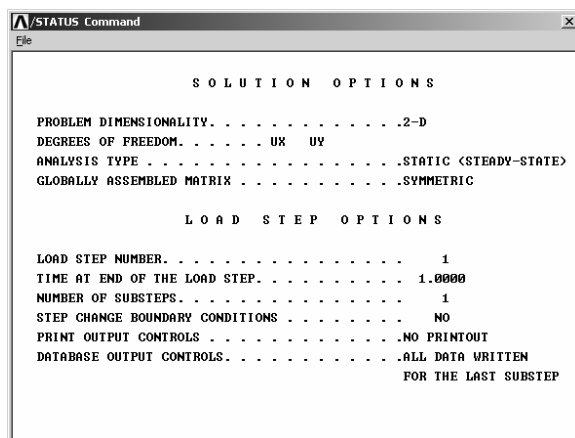 /STATUS Command
File
S O L U T I O N   O P T I O N S
PROBLEM DIMENSIONALITY. . . . . . . . . . . . .2-D
DEGREES OF FREEDOM. . . . . . UX   UY
ANALYSIS TYPE . . . . . . . . . . . . . . . . .STATIC (STEADY-STATE)
GLOBALLY ASSEMBLED MATRIX . . . . . . . . . . .SYMMETRIC
L O A D   S T E P   O P T I O N S
LOAD STEP NUMBER. . . . . . . . . . . . . . . .     1
TIME AT END OF THE LOAD STEP. . . . . . . . . .  1.0000
NUMBER OF SUBSTEPS. . . . . . . . . . . . . . .     1
STEP CHANGE BOUNDARY CONDITIONS . . . . . . . .    NO
PRINT OUTPUT CONTROLS . . . . . . . . . . . . .NO PRINTOUT
DATABASE OUTPUT CONTROLS. . . . . . . . . . . .ALL DATA WRITTEN
FOR THE LAST SUBSTEP